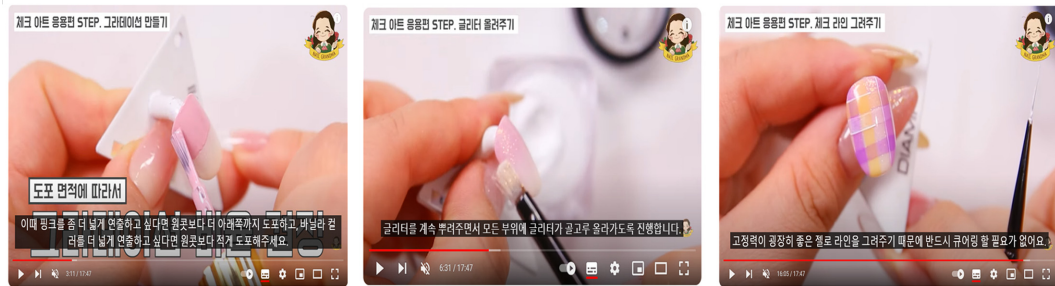 체크 아트 응용편 STEP. 그라데이션 만들기
도포 면적에 따라서
이때 핑크를 좀 더 넓게 연출하고 싶다면 원콧보다 더 아래쪽까지 도포하고, 바닐라 컬
러를 더 넓게 연출하고 싶다면 원콧보다 적게 도포해주세요.
3:11 / 17:47
체크 아트 응용편 STEP. 글리터 올려주기
글리터를 계속 뿌려주면서 모든 부위에 글리터가 골고루 올라가도록 진행합니다.
6:31 / 17:47
체크 아트 응용편 STEP. 체크 라인 그려주기
DIAM
고정력이 굉장히 좋은 젤로 라인을 그려주기 때문에 반드시 큐어링 할 필요가 없어요.
16:05 / 17:47